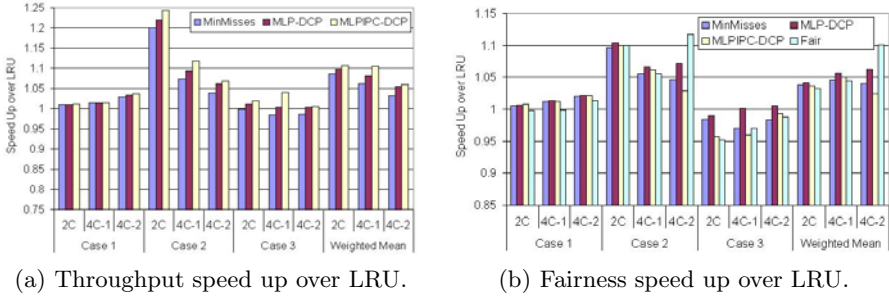 MinMisses MLP-DCP MLPIPC-DCP
Speed Up over LRU
1.25
1.2
1.15
1.1
1.05
1
0.95
0.9
0.85
0.8
0.75
2C 4C-1 4C-2 2C 4C-1 4C-2 2C 4C-1 4C-2 2C 4C-1 4C-2
Case 1 Case 2 Case 3 Weighted Mean
(a) Throughput speed up over LRU.
MinMisses MLP-DCP
MLPIPC-DCP Fair
Speed Up over LRU
1.15
1.1
1.05
1
0.95
0.9
0.85
2C 4C-1 4C-2 2C 4C-1 4C-2 2C 4C-1 4C-2 2C 4C-1 4C-2
Case 1 Case 2 Case 3 Weighted Mean
(b) Fairness speed up over LRU.